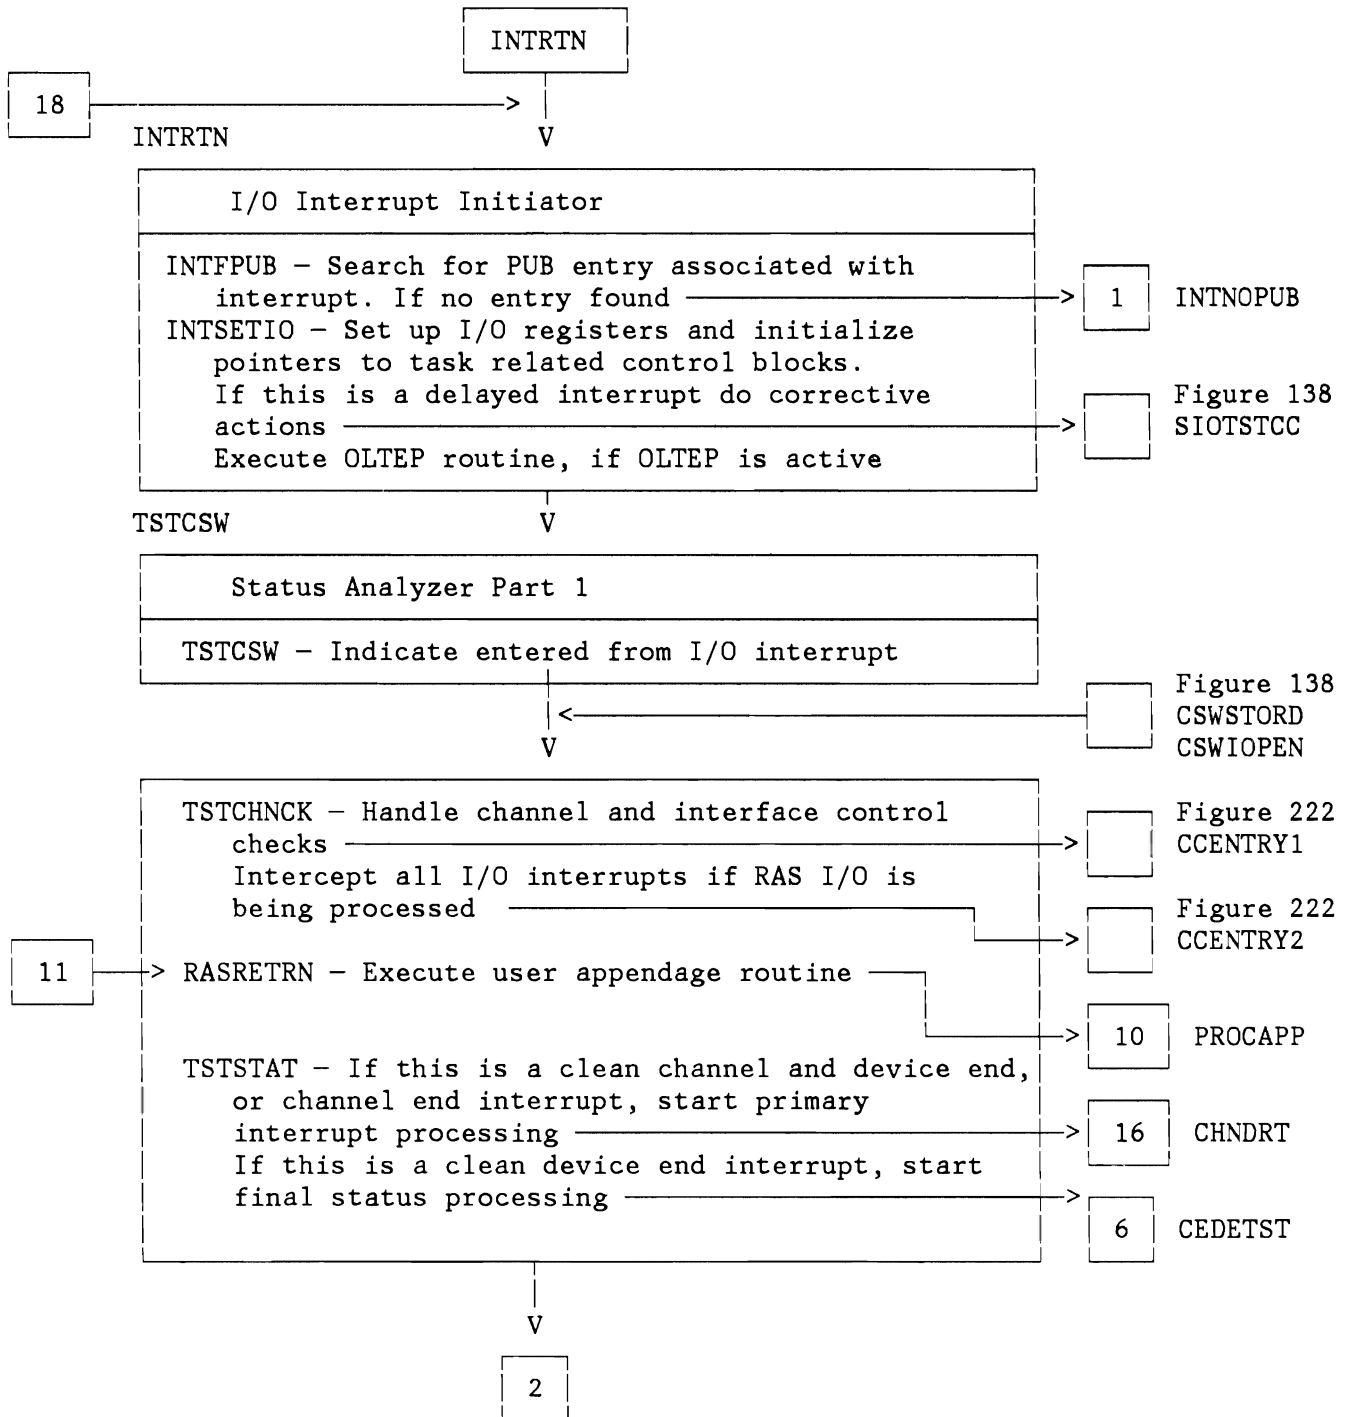 INTRTN
18
INTRTN
V
I/O Interrupt Initiator
INTFPUB — Search for PUB entry associated with
interrupt. If no entry found > 1 INTNOPUB
INTSETIO — Set up I/O registers and initialize
pointers to task related control blocks.
If this is a delayed interrupt do corrective Figure 138
actions > SIOTSTCC
Execute OLTEP routine, if OLTEP is active
TSTCSW V
Status Analyzer Part 1
TSTCSW — Indicate entered from I/O interrupt
Figure 138
< CSWSTORD
V CSWIOPEN
TSTCHNCK — Handle channel and interface control Figure 222
checks > CCENTRY1
Intercept all I/O interrupts if RAS I/O is
being processed Figure 222
> CCENTRY2
11 > RASRETRN — Execute user appendage routine
> 10 PROCAPP
TSTSTAT — If this is a clean channel and device end,
or channel end interrupt, start primary
interrupt processing > 16 CHNDRT
If this is a clean device end interrupt, start
final status processing >
6 CEDETST
V
2